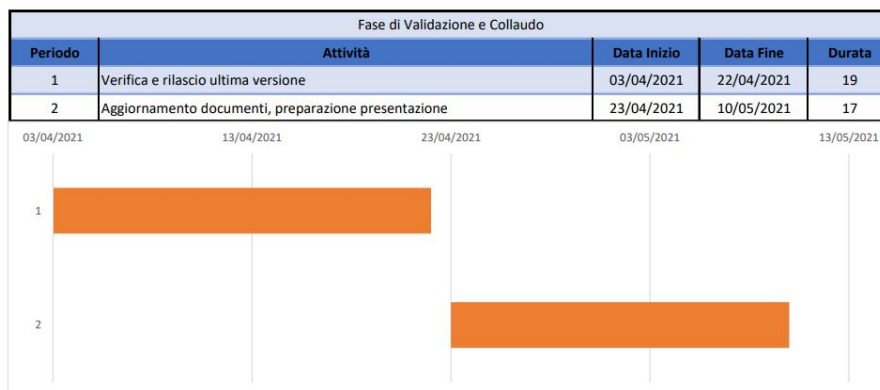 Fase di Validazione e Collaudo
Periodo Attività Data Inizio Data Fine Durata
1 Verifica e rilascio ultima versione 03/04/2021 22/04/2021 19
2 Aggiornamento documenti, preparazione presentazione 23/04/2021 10/05/2021 17
03/04/2021 13/04/2021 23/04/2021 03/05/2021 13/05/2021
1
2